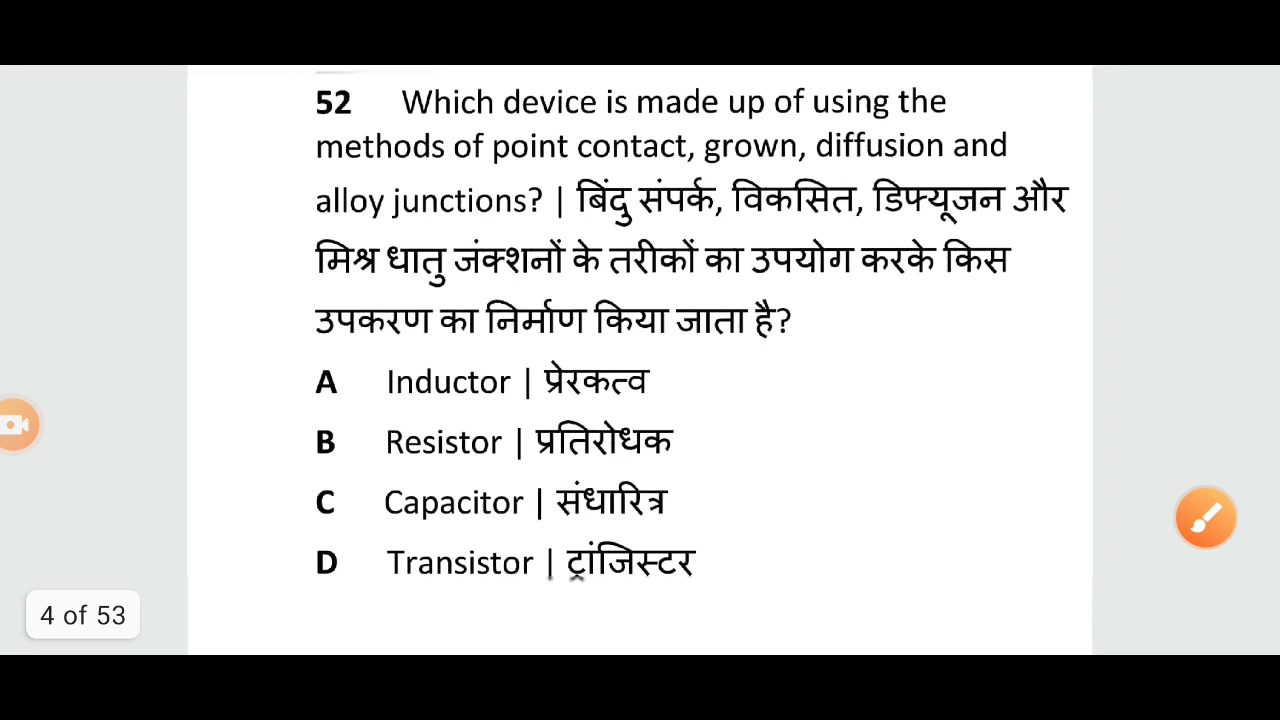 52 Which device is made up of using the
methods of point contact, grown, diffusion and
alloy junctions? | बिंदु संपर्क, विकसित, डिफ्यूजन और
मिश्र धातु जंक्शनों के तरीकों का उपयोग करके किस
उपकरण का निर्माण किया जाता है?
A Inductor | प्रेरकत्व
B Resistor | प्रतिरोधक
C Capacitor | संधारित्र
D Transistor | ट्रांजिस्टर
4 of 53